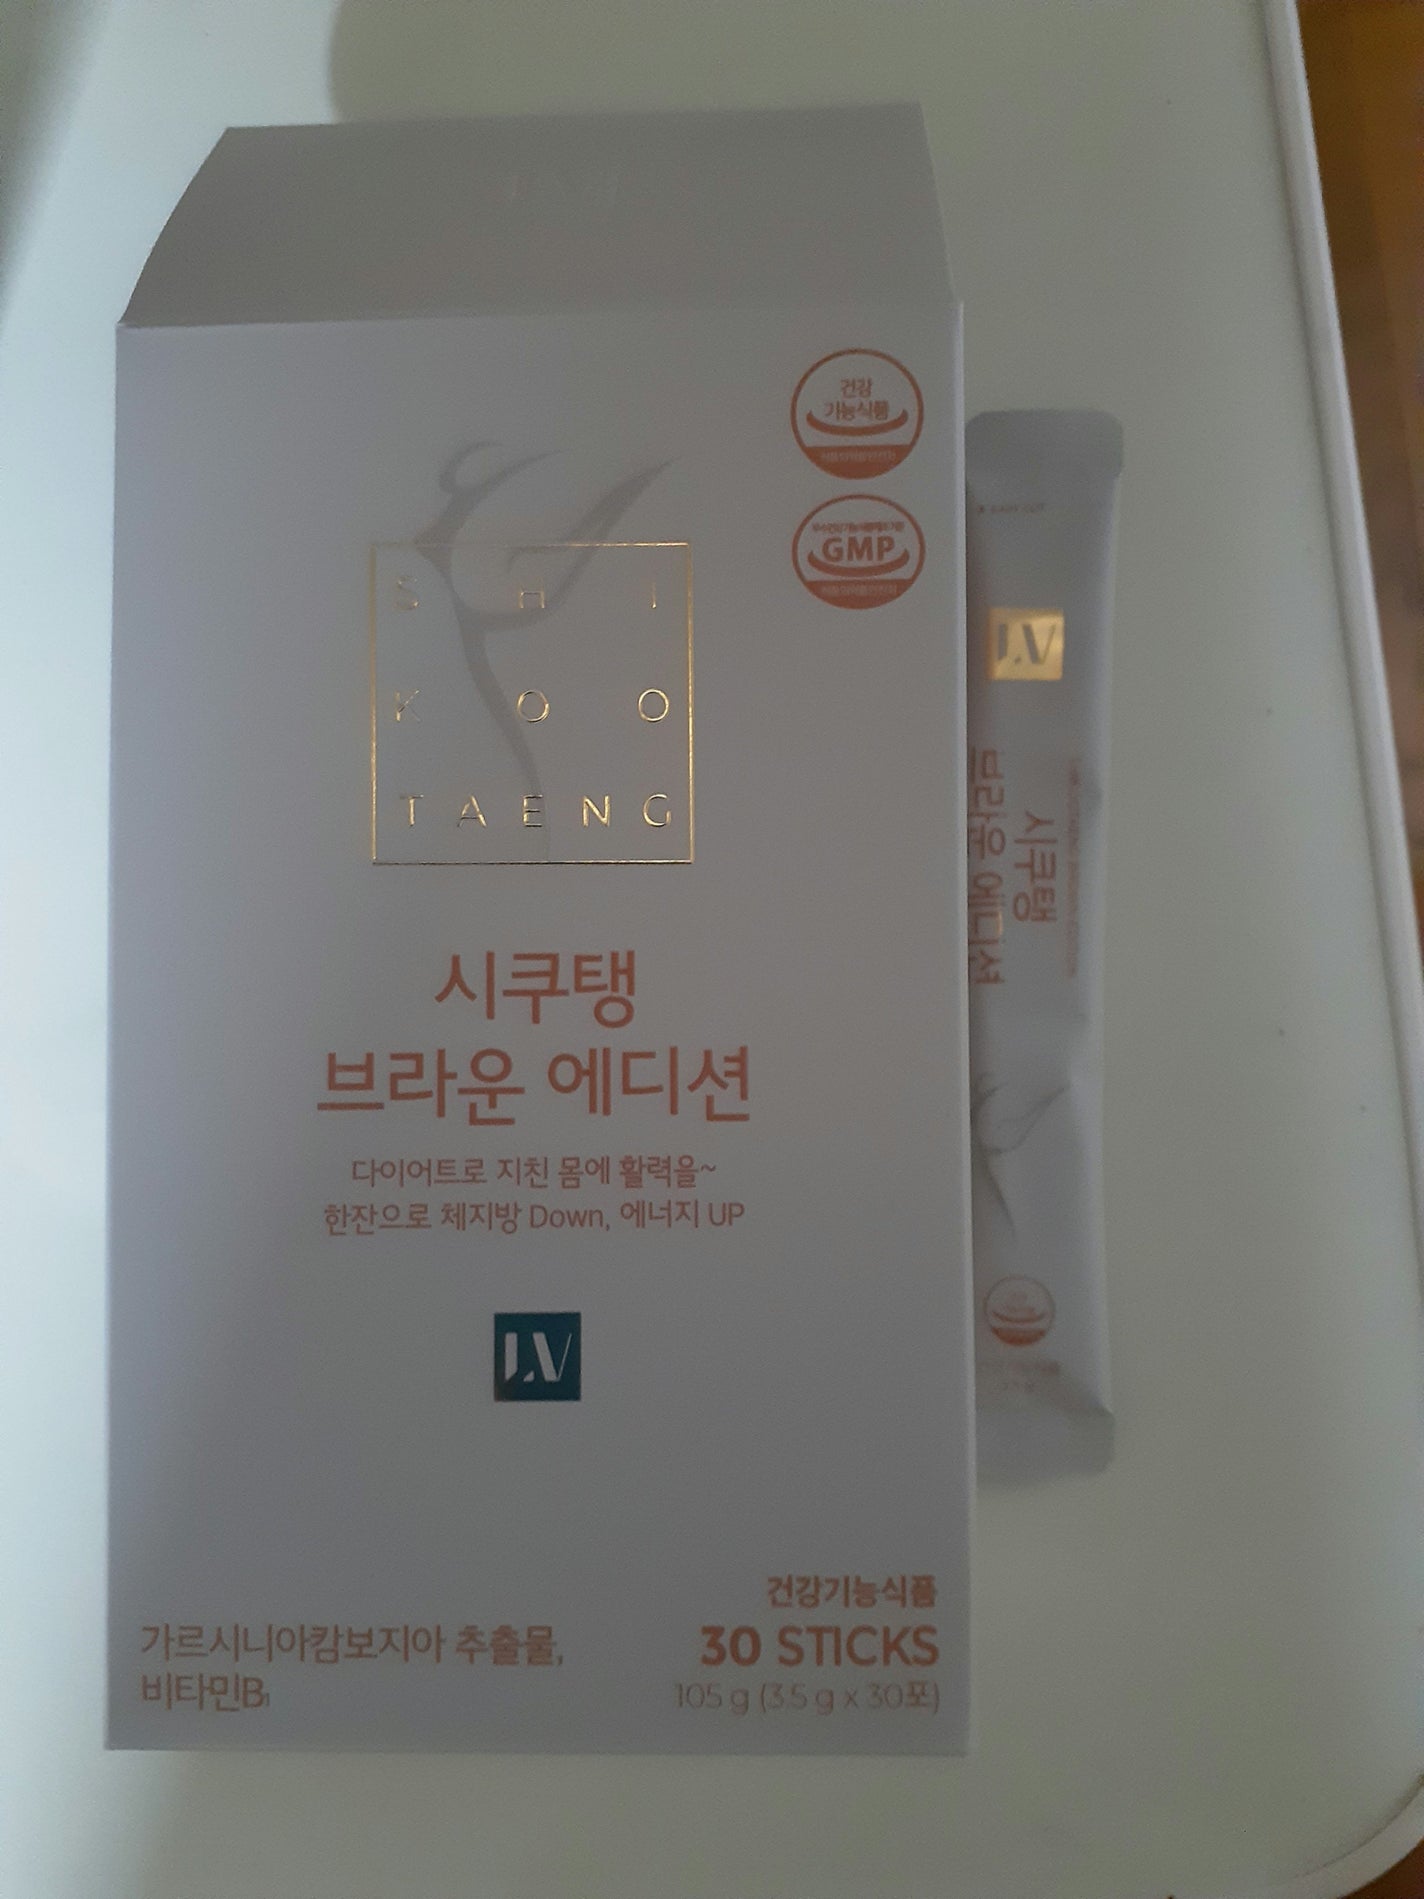 건강
기능식품
GMP
S H I
K O O
T A E N G
시쿠탱
브라운 에디션
다이어트로 지친 몸에 활력을~
한잔으로 체지방 Down, 에너지 UP
가르시니아캄보지아 추출물,
비타민B₁
건강기능식품
30 STICKS
105 g (3.5 g x 30포)
시쿠탱
브라운 에디션